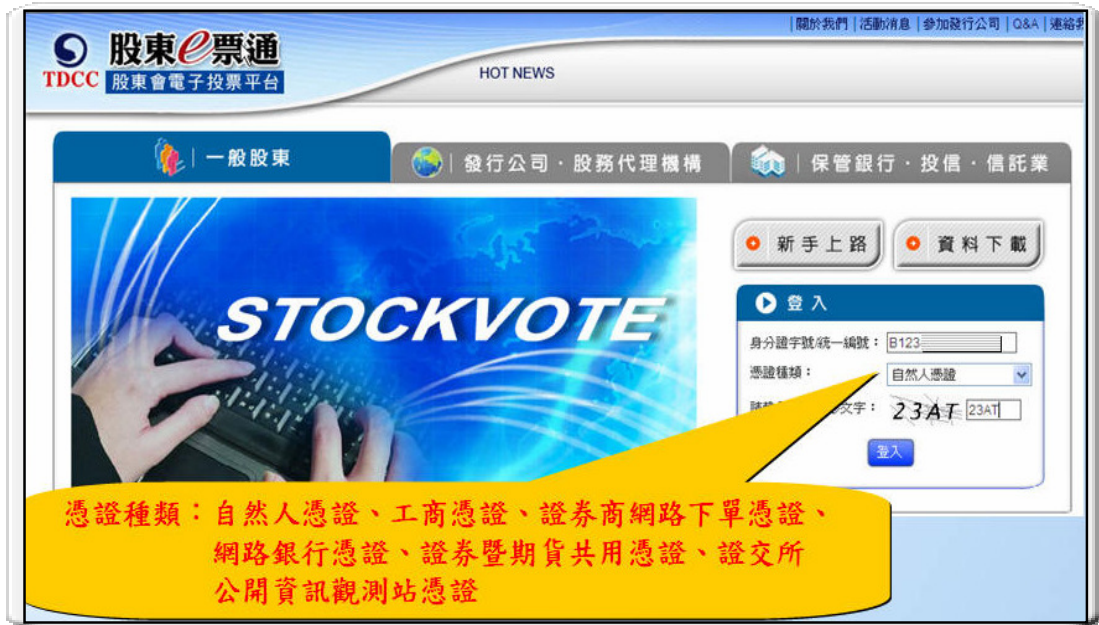 |關於我們|活動消息|參加發行公司|Q&A|連絡
股東e票通
TDCC 股東會電子投票平台
HOT NEWS
一般股東
發行公司．股務代理機構
保管銀行．投信．信託業
新手上路
資料下載
STOCKVOTE
登入
身分證字號/統一編號： B123
憑證種類： 自然人憑證
文字： 23AT 23AT
登入
憑證種類：自然人憑證、工商憑證、證券商網路下單憑證、
網路銀行憑證、證券暨期貨共用憑證、證交所
公開資訊觀測站憑證